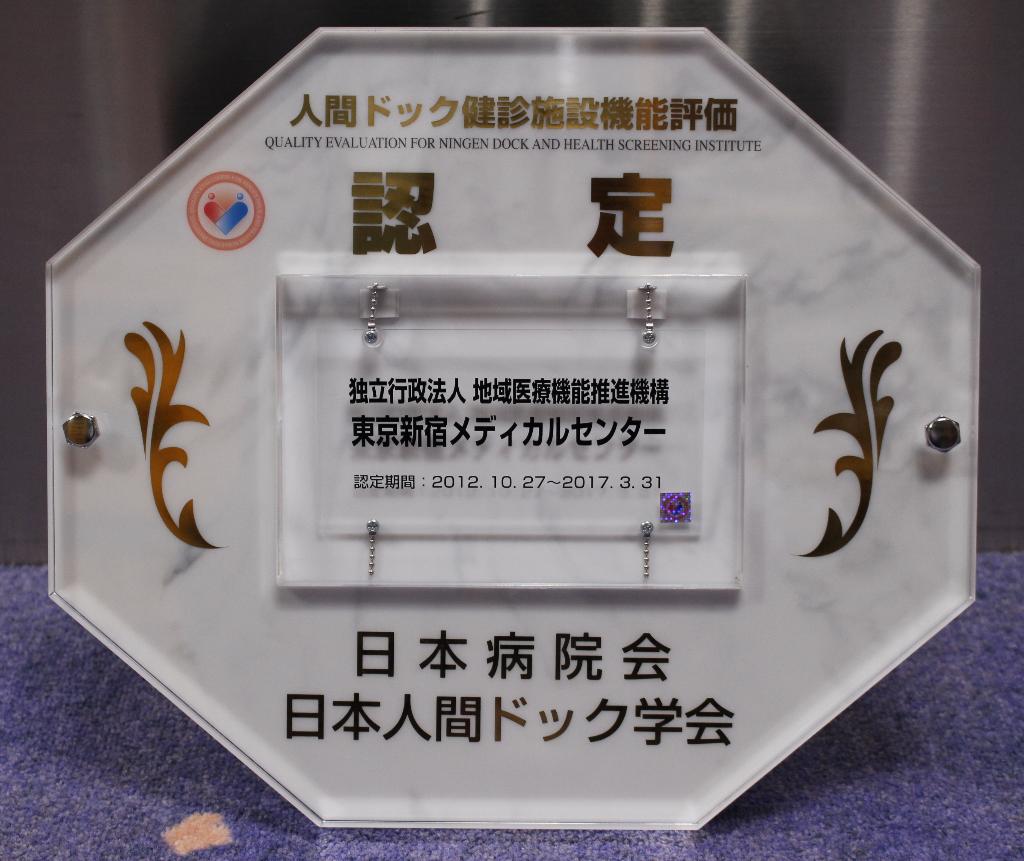 人間ドック健診施設機能評価
QUALITY EVALUATION FOR NINGEN DOCK AND HEALTH SCREENING INSTITUTE
認 定
独立行政法人 地域医療機能推進機構
東京新宿メディカルセンター
認定期間：2012. 10. 27～2017. 3. 31
日本病院会
日本人間ドック学会